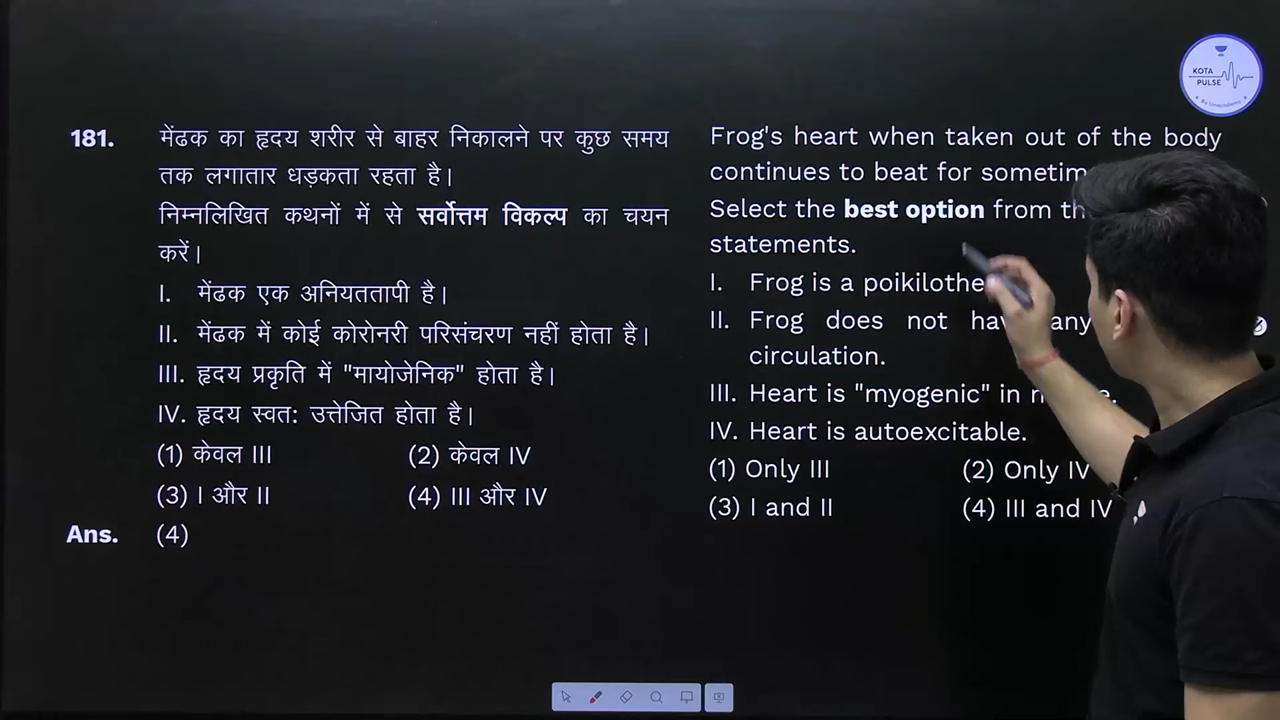 KOTA
PULSE
By Unacademy
181. मेंढक का हृदय शरीर से बाहर निकालने पर कुछ समय
तक लगातार धड़कता रहता है।
निम्नलिखित कथनों में से सर्वोत्तम विकल्प का चयन
करें।
I. मेंढक एक अनियततापी है।
II. मेंढक में कोई कोरोनरी परिसंचरण नहीं होता है।
III. हृदय प्रकृति में "मायोजेनिक" होता है।
IV. हृदय स्वत: उत्तेजित होता है।
(1) केवल III (2) केवल IV
(3) I और II (4) III और IV
Ans. (4)
Frog's heart when taken out of the body
continues to beat for sometim
Select the best option from th
statements.
I. Frog is a poikilothe
II. Frog does not hav any
circulation.
III. Heart is "myogenic" in n e.
IV. Heart is autoexcitable.
(1) Only III (2) Only IV
(3) I and II (4) III and IV